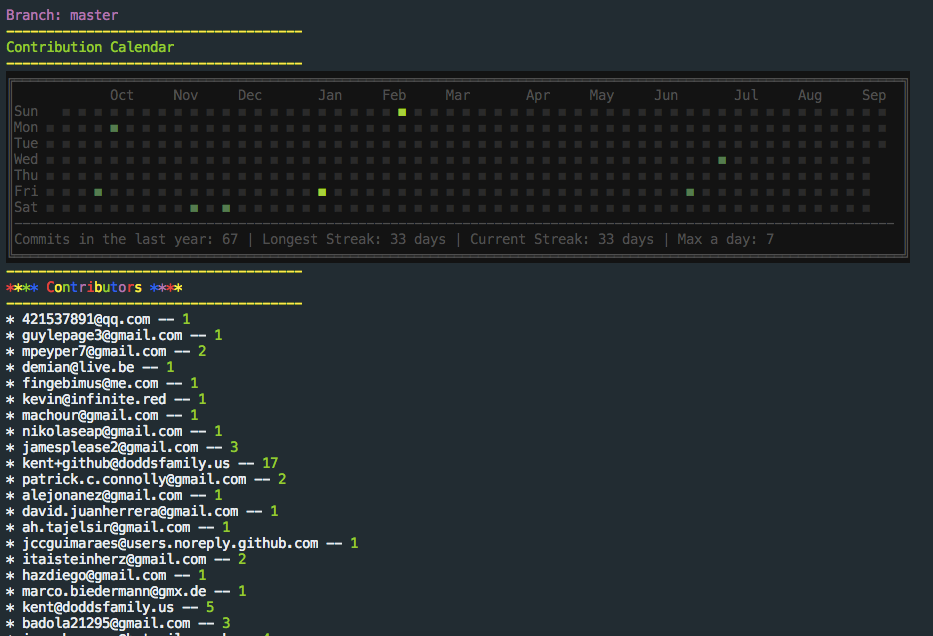 Branch: master
Contribution Calendar
Oct Nov Dec Jan Feb Mar Apr May Jun Jul Aug Sep
Sun
Mon
Tue
Wed
Thu
Fri
Sat
Commits in the last year: 67 | Longest Streak: 33 days | Current Streak: 33 days | Max a day: 7
**** Contributors ****
* 421537891@qq.com -- 1
* guylepage3@gmail.com -- 1
* mpeyper7@gmail.com -- 2
* demian@live.be -- 1
* fingebimus@me.com -- 1
* kevin@infinite.red -- 1
* machour@gmail.com -- 1
* nikolaseap@gmail.com -- 1
* jamesplease2@gmail.com -- 3
* kent+github@doddsfamily.us -- 17
* patrick.c.connolly@gmail.com -- 2
* alejonanez@gmail.com -- 1
* david.juanherrera@gmail.com -- 1
* ah.tajelsir@gmail.com -- 1
* jccguimaraes@users.noreply.github.com -- 1
* itaisteinherz@gmail.com -- 2
* hazdiego@gmail.com -- 1
* marco.biedermann@gmx.de -- 1
* kent@doddsfamily.us -- 5
* badola21295@gmail.com -- 3